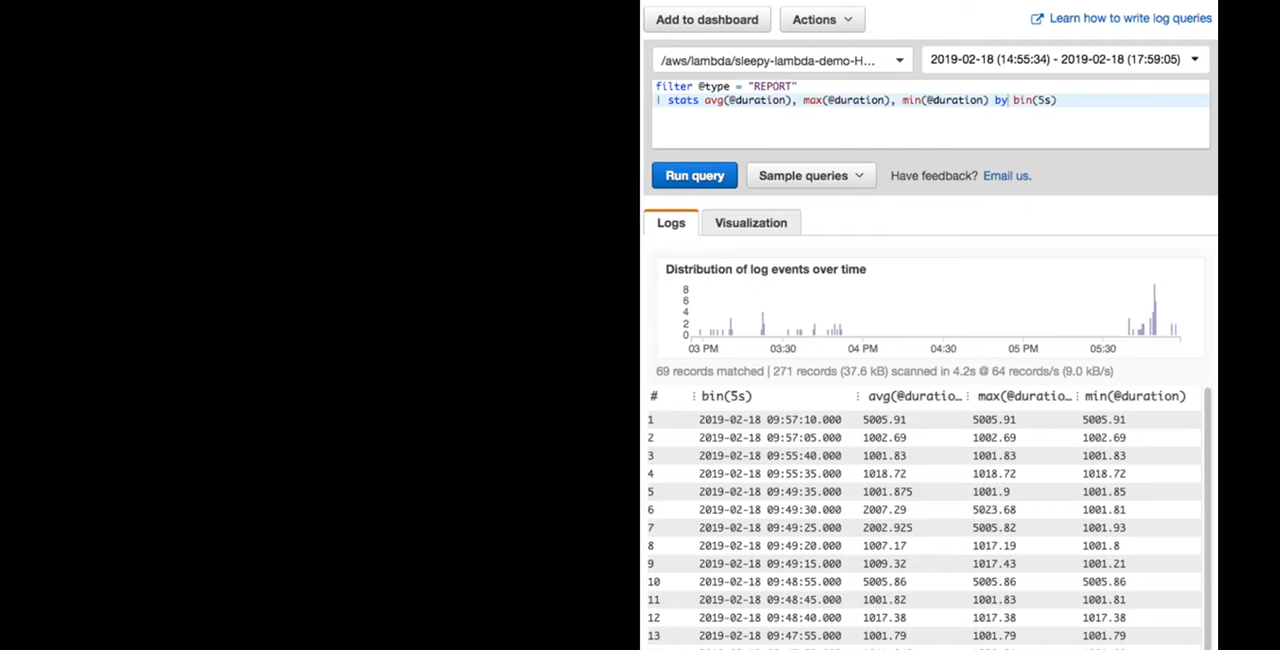 Add to dashboard Actions Learn how to write log queries
/aws/lambda/sleepy-lambda-demo-H... 2019-02-18 (14:55:34) - 2019-02-18 (17:59:05)
filter @type = "REPORT"
| stats avg(@duration), max(@duration), min(@duration) by bin(5s)
Run query Sample queries Have feedback? Email us.
Logs Visualization
Distribution of log events over time
8
6
4
2
0
03 PM 03:30 04 PM 04:30 05 PM 05:30
69 records matched | 271 records (37.6 kB) scanned in 4.2s @ 64 records/s (9.0 kB/s)
# bin(5s) avg(@duratio... max(@duratio... min(@duration)
1 2019-02-18 09:57:10.000 5005.91 5005.91 5005.91
2 2019-02-18 09:57:05.000 1002.69 1002.69 1002.69
3 2019-02-18 09:55:40.000 1001.83 1001.83 1001.83
4 2019-02-18 09:55:35.000 1018.72 1018.72 1018.72
5 2019-02-18 09:49:35.000 1001.875 1001.9 1001.85
6 2019-02-18 09:49:30.000 2007.29 5023.68 1001.81
7 2019-02-18 09:49:25.000 2002.925 5005.82 1001.93
8 2019-02-18 09:49:20.000 1007.17 1017.19 1001.8
9 2019-02-18 09:49:15.000 1009.32 1017.43 1001.21
10 2019-02-18 09:48:55.000 5005.86 5005.86 5005.86
11 2019-02-18 09:48:45.000 1001.82 1001.83 1001.81
12 2019-02-18 09:48:40.000 1017.38 1017.38 1017.38
13 2019-02-18 09:47:55.000 1001.79 1001.79 1001.79